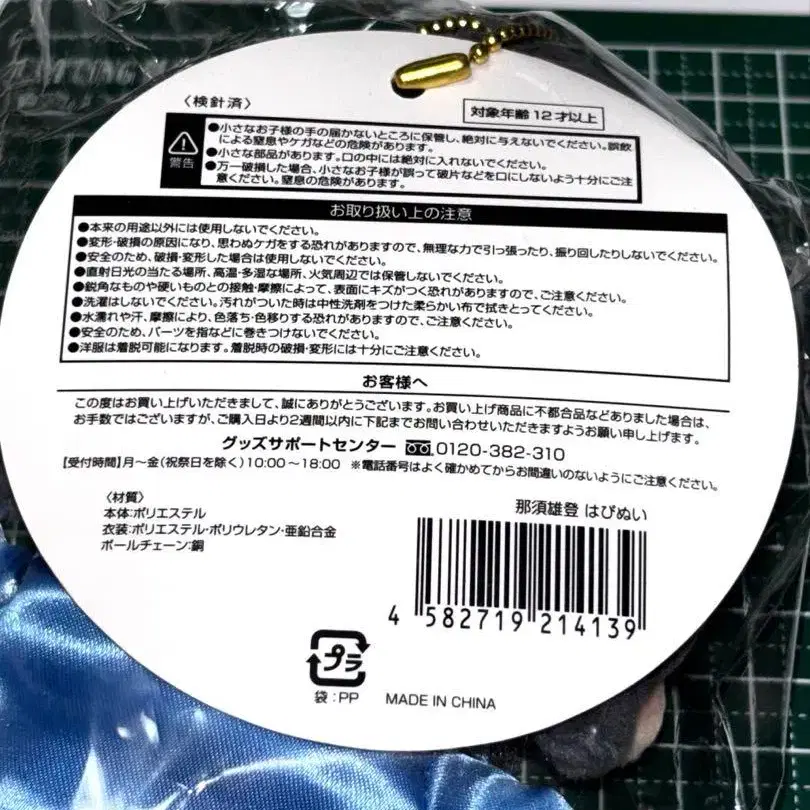 〈検針済〉
対象年齢12才以上
警告
●小さなお子様の手の届かないところに保管し、絶対に与えないでください。誤飲
による窒息やケガなどの危険があります。
●小さな部品があります。口の中には絶対に入れないでください。
●万一破損した場合、小さなお子様が誤って破片などを口にしないよう十分にご注
意ください。窒息の危険があります。
お取り扱い上の注意
●本来の用途以外には使用しないでください。
●変形・破損の原因になり、思わぬケガをする恐れがありますので、無理な力で引っ張ったり、振り回したりしないでください。
●安全のため、破損・変形した場合は使用しないでください。
●直射日光の当たる場所、高温・多湿な場所、火気周辺では保管しないでください。
●鋭角なものや硬いものとの接触・摩擦によって、表面にキズがつく恐れがありますので、ご注意ください。
●洗濯はしないでください。汚れがついた時は中性洗剤をつけた柔らかい布で拭きとってください。
●水濡れや汗、摩擦により、色落ち・色移りする恐れがありますので、ご注意ください。
●安全のため、パーツを指などに巻きつけないでください。
●洋服は着脱可能になります。着脱時の破損・変形には十分にご注意ください。
お客様へ
この度はお買い上げいただきまして、誠にありがとうございます。お買い上げ商品に不都合品などありました場合は、
お手数ではございますが、ご購入日より2週間以内に下記までお問い合わせいただきますようお願い申し上げます。
グッズサポートセンター 0120-382-310
【受付時間】月〜金(祝祭日を除く)10:00〜18:00 ※電話番号はよく確かめてからお間違いのないようにご注意ください。
〈材質〉
本体:ポリエステル
衣装:ポリエステル・ポリウレタン・亜鉛合金
ボールチェーン:銅
那須雄登 はぴぬい
4 582719 214139
プラ
袋:PP
MADE IN CHINA